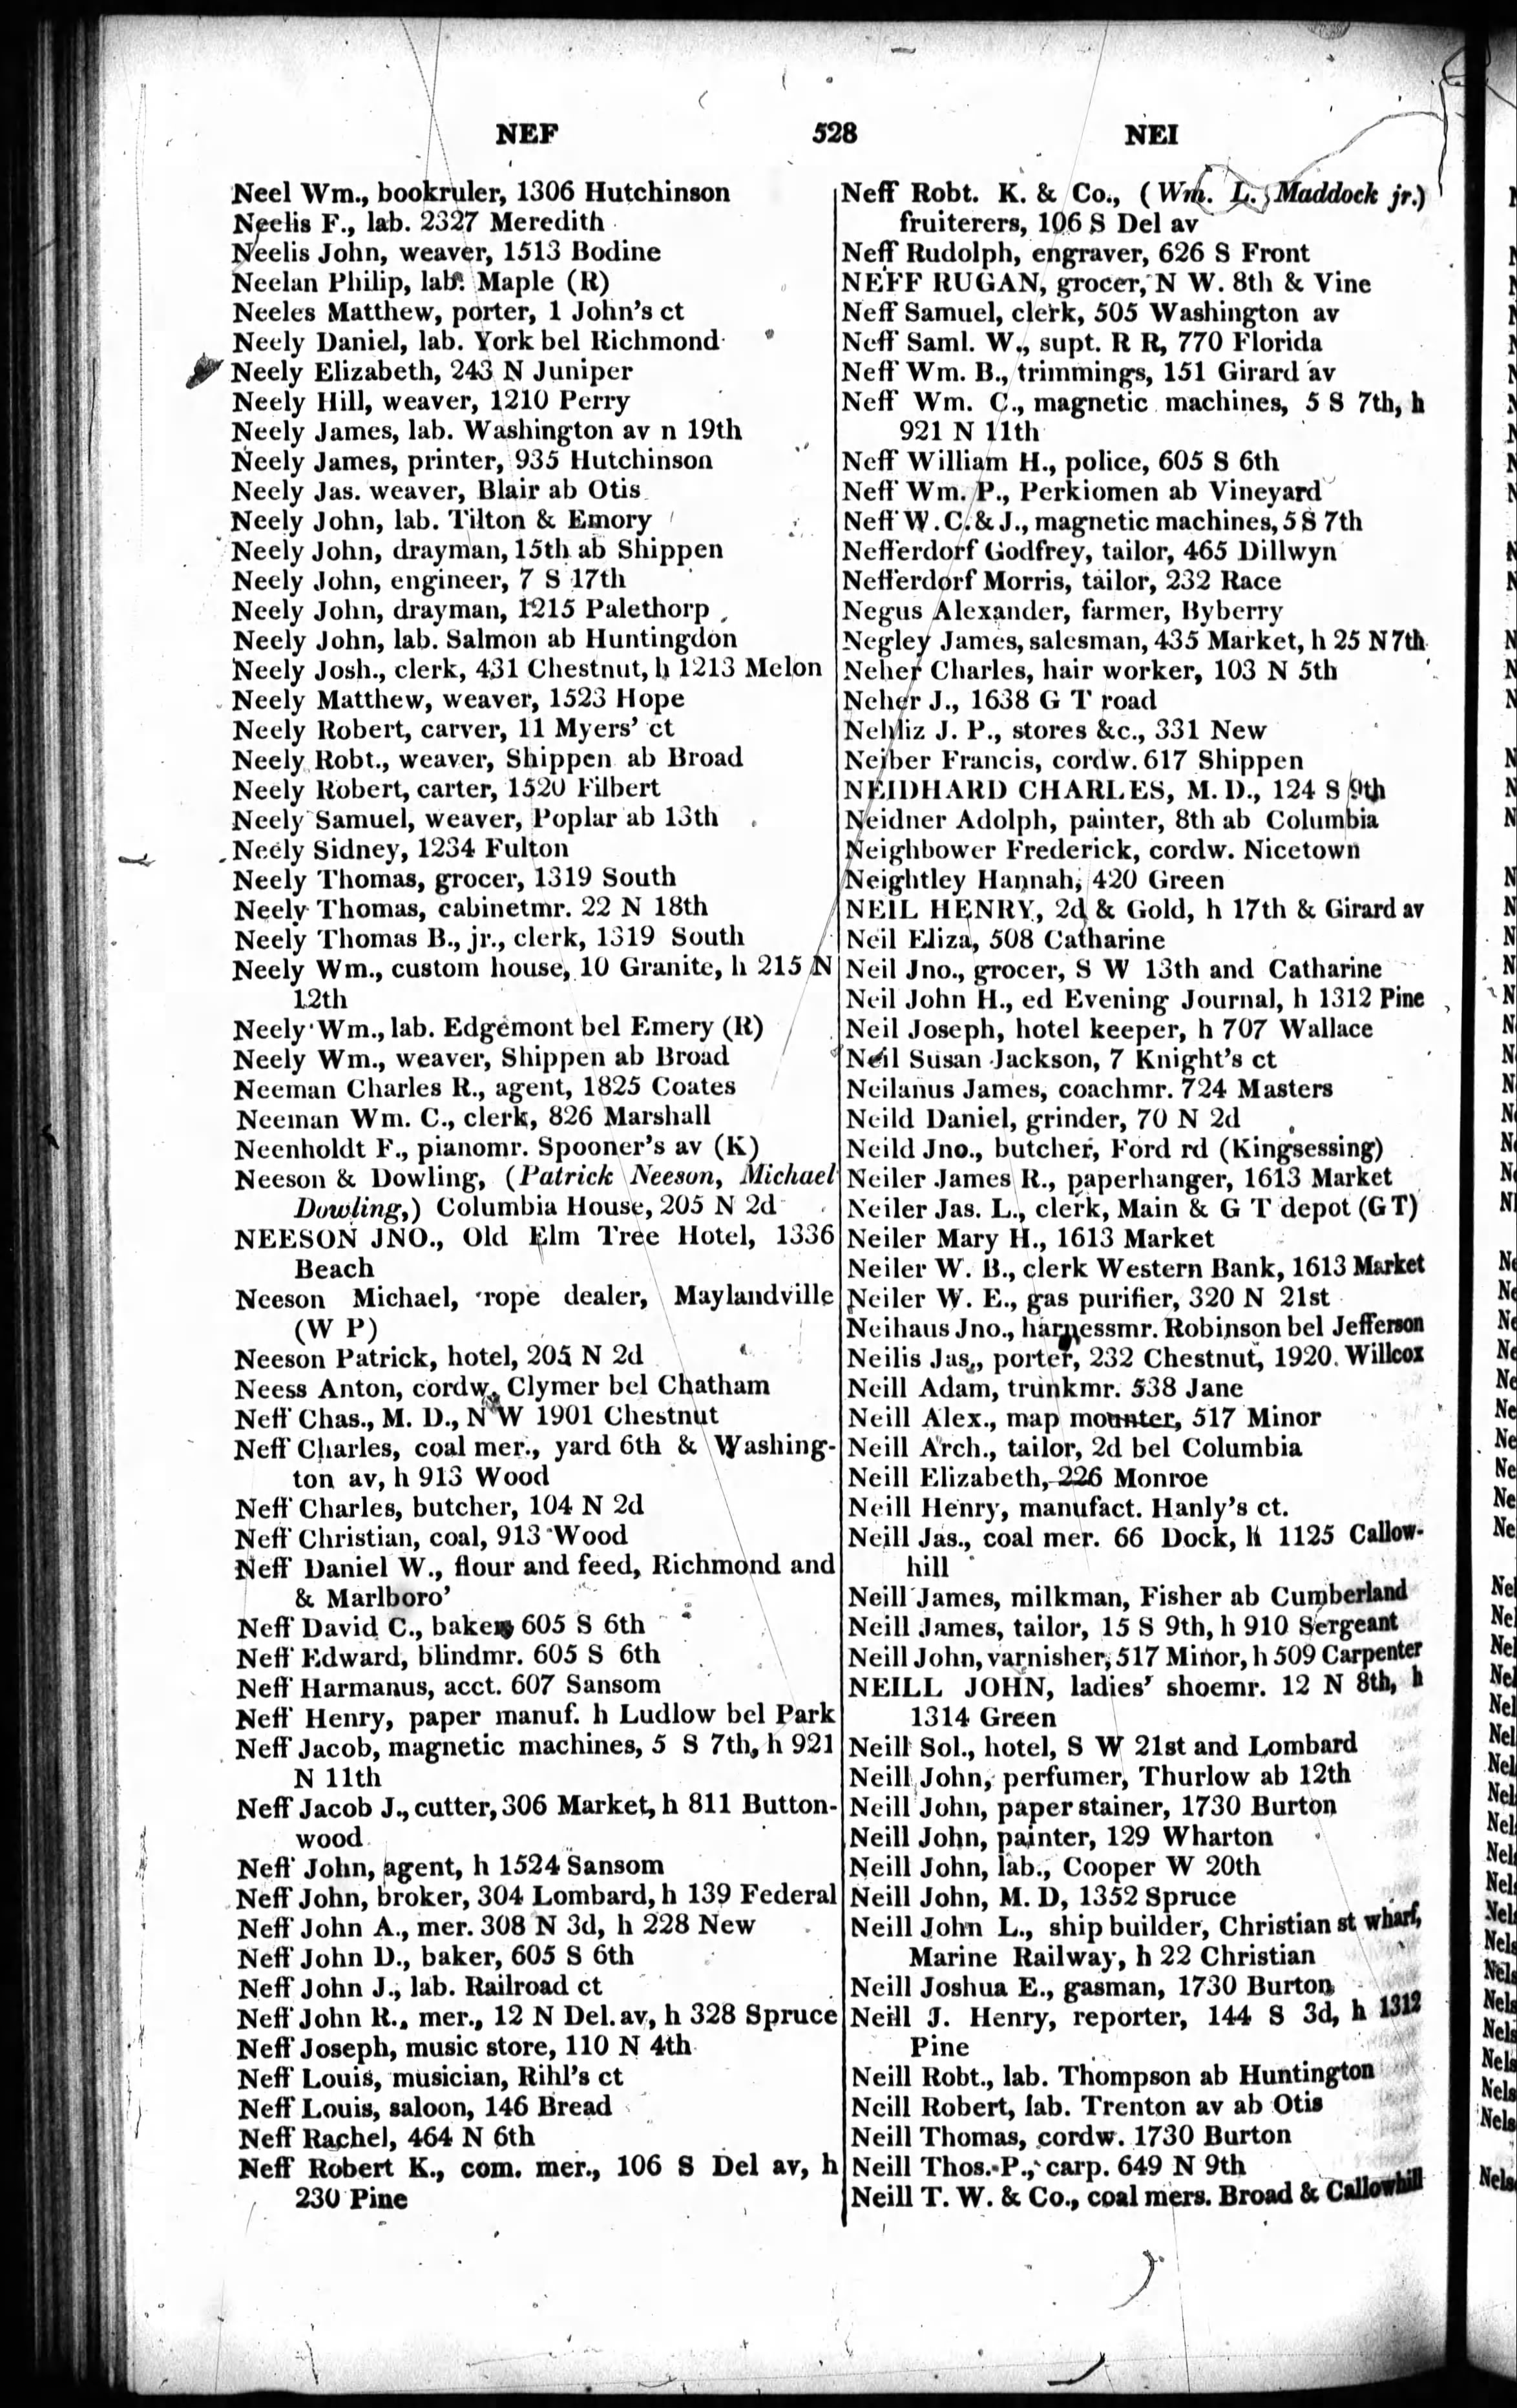 NEF 528 NEI
Neel Wm., bookruler, 1306 Hutchinson
Neelis F., lab. 2327 Meredith
Neelis John, weaver, 1513 Bodine
Neelan Philip, lab. Maple (R)
Neeles Matthew, porter, 1 John's ct
Neely Daniel, lab. York bel Richmond
Neely Elizabeth, 243 N Juniper
Neely Hill, weaver, 1210 Perry
Neely James, lab. Washington av n 19th
Neely James, printer, 935 Hutchinson
Neely Jas. weaver, Blair ab Otis
Neely John, lab. Tilton & Emory
Neely John, drayman, 15th ab Shippen
Neely John, engineer, 7 S 17th
Neely John, drayman, 1215 Palethorp
Neely John, lab. Salmon ab Huntingdon
Neely Josh., clerk, 431 Chestnut, h 1213 Melon
Neely Matthew, weaver, 1523 Hope
Neely Robert, carver, 11 Myers' ct
Neely Robt., weaver, Shippen ab Broad
Neely Robert, carter, 1520 Filbert
Neely Samuel, weaver, Poplar ab 13th
Neely Sidney, 1234 Fulton
Neely Thomas, grocer, 1319 South
Neely Thomas, cabinetmr. 22 N 18th
Neely Thomas B., jr., clerk, 1319 South
Neely Wm., custom house, 10 Granite, h 215 N
12th
Neely Wm., lab. Edgemont bel Emery (R)
Neely Wm., weaver, Shippen ab Broad
Neeman Charles R., agent, 1825 Coates
Neeman Wm. C., clerk, 826 Marshall
Neenholdt F., pianomr. Spooner's av (K)
Neeson & Dowling, (Patrick Neeson, Michael
Dowling,) Columbia House, 205 N 2d
NEESON JNO., Old Elm Tree Hotel, 1336
Beach
Neeson Michael, rope dealer, Maylandville
(W P)
Neeson Patrick, hotel, 205 N 2d
Neess Anton, cordw. Clymer bel Chatham
Neff Chas., M. D., N W 1901 Chestnut
Neff Charles, coal mer., yard 6th & Washing-
ton av, h 913 Wood
Neff Charles, butcher, 104 N 2d
Neff Christian, coal, 913 Wood
Neff Daniel W., flour and feed, Richmond and
& Marlboro'
Neff David C., baker, 605 S 6th
Neff Edward, blindmr. 605 S 6th
Neff Harmanus, acct. 607 Sansom
Neff Henry, paper manuf. h Ludlow bel Park
Neff Jacob, magnetic machines, 5 S 7th, h 921
N 11th
Neff Jacob J., cutter, 306 Market, h 811 Button-
wood
Neff John, agent, h 1524 Sansom
Neff John, broker, 304 Lombard, h 139 Federal
Neff John A., mer. 308 N 3d, h 228 New
Neff John D., baker, 605 S 6th
Neff John J., lab. Railroad ct
Neff John R., mer., 12 N Del. av, h 328 Spruce
Neff Joseph, music store, 110 N 4th
Neff Louis, musician, Rihl's ct
Neff Louis, saloon, 146 Bread
Neff Rachel, 464 N 6th
Neff Robert K., com. mer., 106 S Del av, h
230 Pine
Neff Robt. K. & Co., (Wm. L. Maddock jr.)
fruiterers, 106 S Del av
Neff Rudolph, engraver, 626 S Front
NEFF RUGAN, grocer, N W. 8th & Vine
Neff Samuel, clerk, 505 Washington av
Neff Saml. W., supt. R R, 770 Florida
Neff Wm. B., trimmings, 151 Girard av
Neff Wm. C., magnetic machines, 5 S 7th, h
921 N 11th
Neff William H., police, 605 S 6th
Neff Wm. P., Perkiomen ab Vineyard
Neff W. C. & J., magnetic machines, 5 S 7th
Nefferdorf Godfrey, tailor, 465 Dillwyn
Nefferdorf Morris, tailor, 232 Race
Negus Alexander, farmer, Byberry
Negley James, salesman, 435 Market, h 25 N 7th
Neher Charles, hair worker, 103 N 5th
Neher J., 1638 G T road
Nehliz J. P., stores &c., 331 New
Neiber Francis, cordw. 617 Shippen
NEIDHARD CHARLES, M. D., 124 S 9th
Neidner Adolph, painter, 8th ab Columbia
Neighbower Frederick, cordw. Nicetown
Neightley Hannah, 420 Green
NEIL HENRY, 2d & Gold, h 17th & Girard av
Neil Eliza, 508 Catharine
Neil Jno., grocer, S W 13th and Catharine
Neil John H., ed Evening Journal, h 1312 Pine
Neil Joseph, hotel keeper, h 707 Wallace
Neil Susan Jackson, 7 Knight's ct
Neilanus James, coachmr. 724 Masters
Neild Daniel, grinder, 70 N 2d
Neild Jno., butcher, Ford rd (Kingsessing)
Neiler James R., paperhanger, 1613 Market
Neiler Jas. L., clerk, Main & G T depot (G T)
Neiler Mary H., 1613 Market
Neiler W. B., clerk Western Bank, 1613 Market
Neiler W. E., gas purifier, 320 N 21st
Neihaus Jno., harnessmr. Robinson bel Jefferson
Neilis Jas., porter, 232 Chestnut, 1920 Willcox
Neill Adam, trunkmr. 538 Jane
Neill Alex., map mounter, 517 Minor
Neill Arch., tailor, 2d bel Columbia
Neill Elizabeth, 226 Monroe
Neill Henry, manufact. Hanly's ct.
Neill Jas., coal mer. 66 Dock, h 1125 Callow-
hill
Neill James, milkman, Fisher ab Cumberland
Neill James, tailor, 15 S 9th, h 910 Sergeant
Neill John, varnisher, 517 Minor, h 509 Carpenter
NEILL JOHN, ladies' shoemr. 12 N 8th, h
1314 Green
Neill Sol., hotel, S W 21st and Lombard
Neill John, perfumer, Thurlow ab 12th
Neill John, paper stainer, 1730 Burton
Neill John, painter, 129 Wharton
Neill John, lab., Cooper W 20th
Neill John, M. D, 1352 Spruce
Neill John L., ship builder, Christian st wharf,
Marine Railway, h 22 Christian
Neill Joshua E., gasman, 1730 Burton
Neill J. Henry, reporter, 144 S 3d, h 1312
Pine
Neill Robt., lab. Thompson ab Huntington
Neill Robert, lab. Trenton av ab Otis
Neill Thomas, cordw. 1730 Burton
Neill Thos. P., carp. 649 N 9th
Neill T. W. & Co., coal mers. Broad & Callowhill